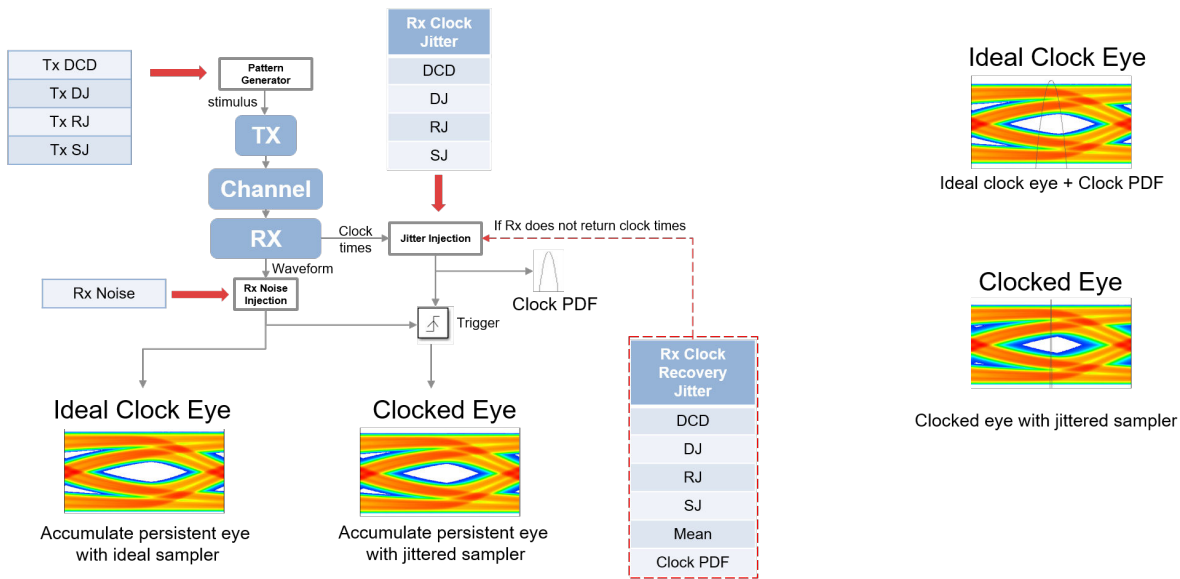 Tx DCD
Tx DJ
Tx RJ
Tx SJ
Pattern
Generator
stimulus
TX
Channel
RX
Clock
times
Waveform
Rx Noise
Rx Noise
Injection
Rx Clock
Jitter
DCD
DJ
RJ
SJ
Jitter Injection
If Rx does not return clock times
Clock PDF
Trigger
Ideal Clock Eye
Accumulate persistent eye
with ideal sampler
Clocked Eye
Accumulate persistent eye
with jittered sampler
Rx Clock
Recovery
Jitter
DCD
DJ
RJ
SJ
Mean
Clock PDF
Ideal Clock Eye
Ideal clock eye + Clock PDF
Clocked Eye
Clocked eye with jittered sampler